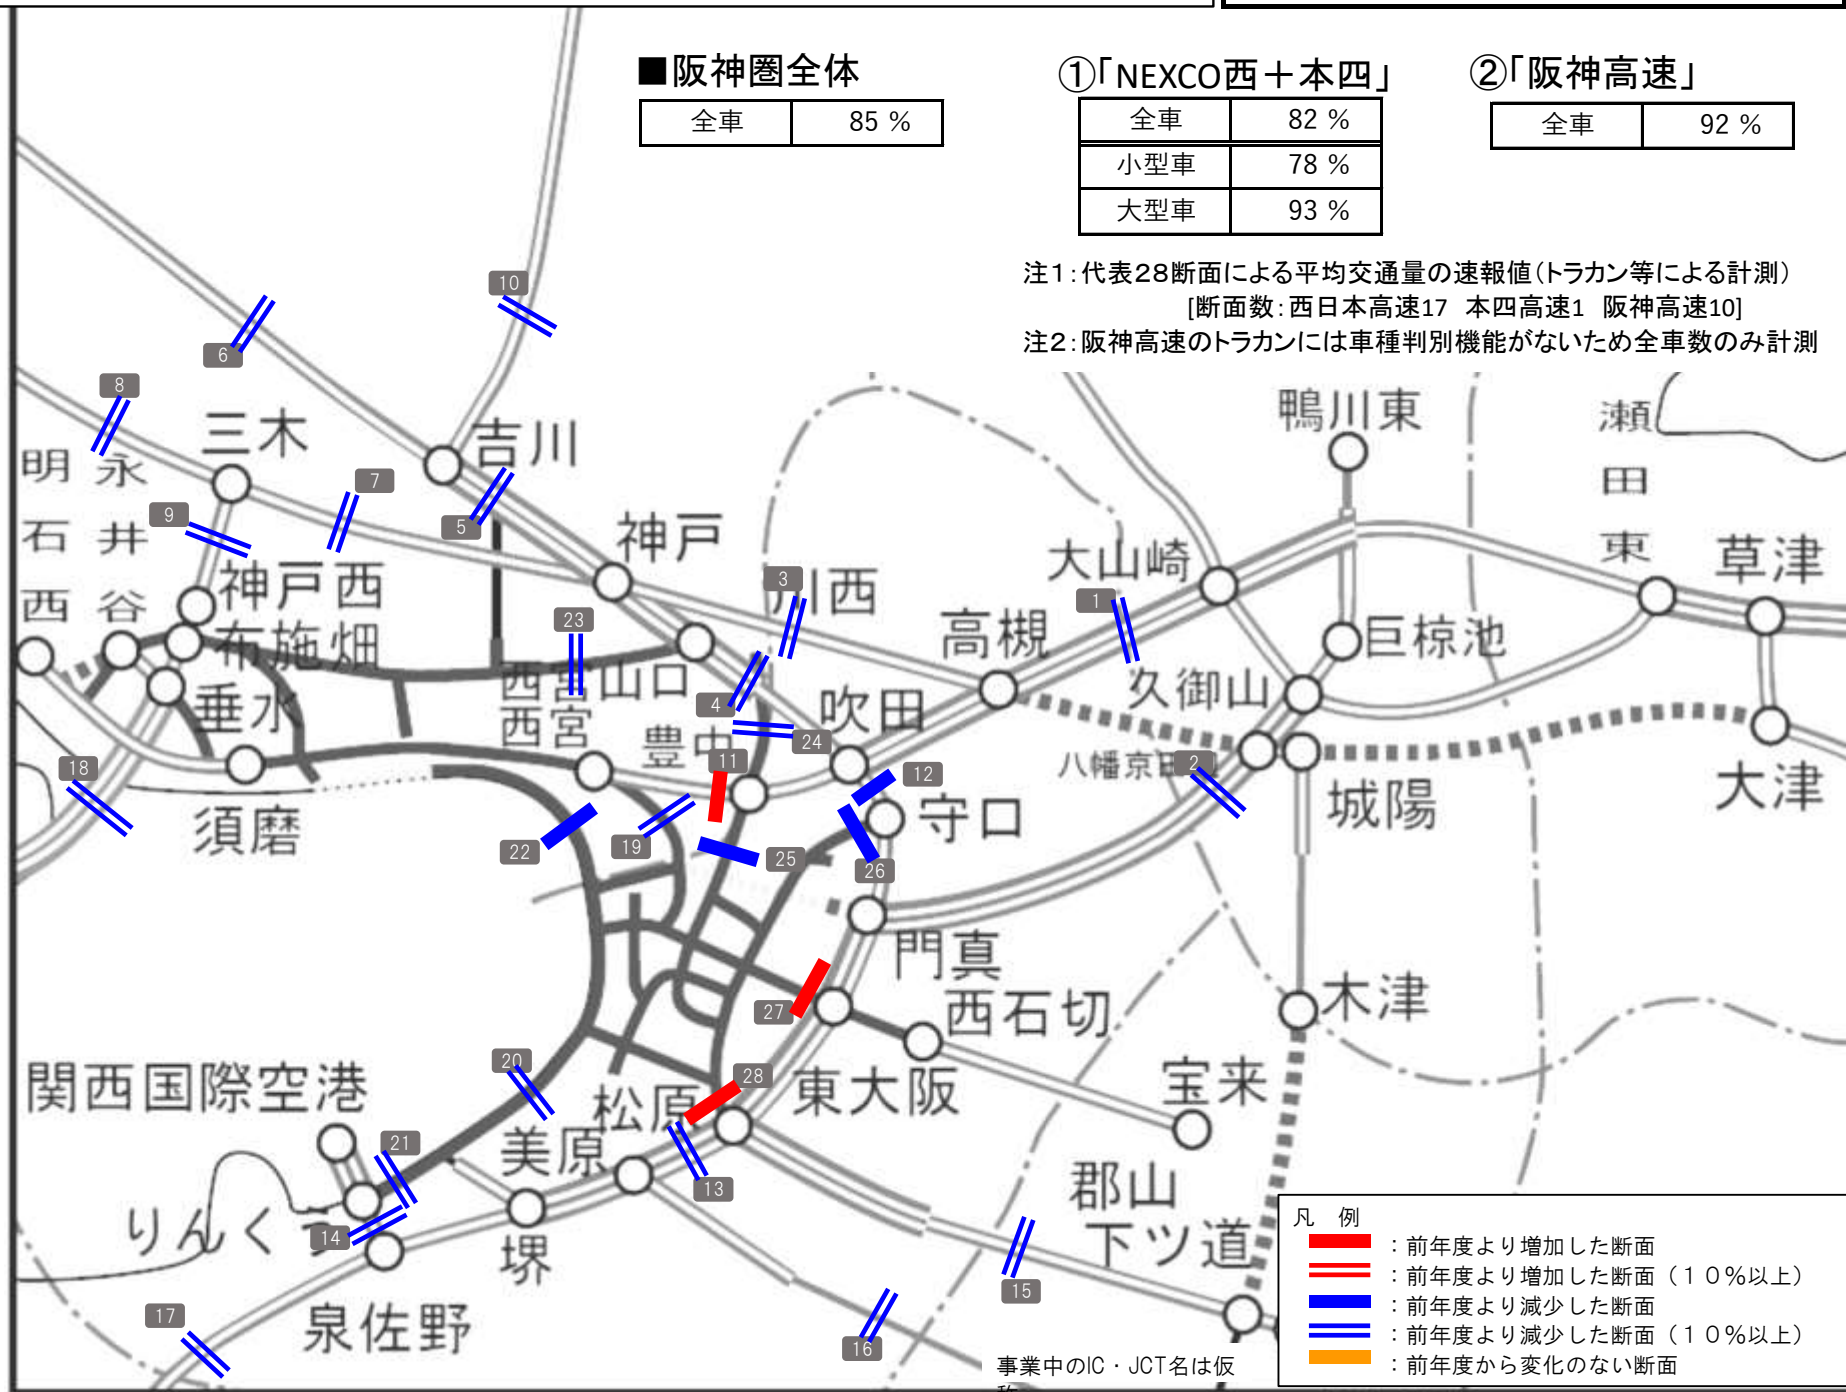 ■阪神圏全体
全車 85 %
①「NEXCO西＋本四」
全車 82 %
小型車 78 %
大型車 93 %
②「阪神高速」
全車 92 %
注１：代表２８断面による平均交通量の速報値（トラカン等による計測）
[断面数：西日本高速17 本四高速1 阪神高速10]
注２：阪神高速のトラカンには車種判別機能がないため全車数のみ計測
10
6
8
三木
吉川
鴨川東
瀬田東
明石西
永井谷
7
9
5
神戸
大山崎
草津
神戸西
3
川西
1
高槻
23
布施畑
巨椋池
西宮山口
久御山
垂水
西宮
4
吹田
24
豊中
11
八幡京田
2
18
12
大津
須磨
守口
城陽
22
19
25
26
門真
木津
27
西石切
20
28
宝来
関西国際空港
松原
東大阪
21
美原
13
郡山
りんくう
14
堺
下ツ道
15
17
泉佐野
16
凡 例
：前年度より増加した断面
：前年度より増加した断面（１０％以上）
：前年度より減少した断面
：前年度より減少した断面（１０％以上）
：前年度から変化のない断面
事業中のIC・JCT名は仮